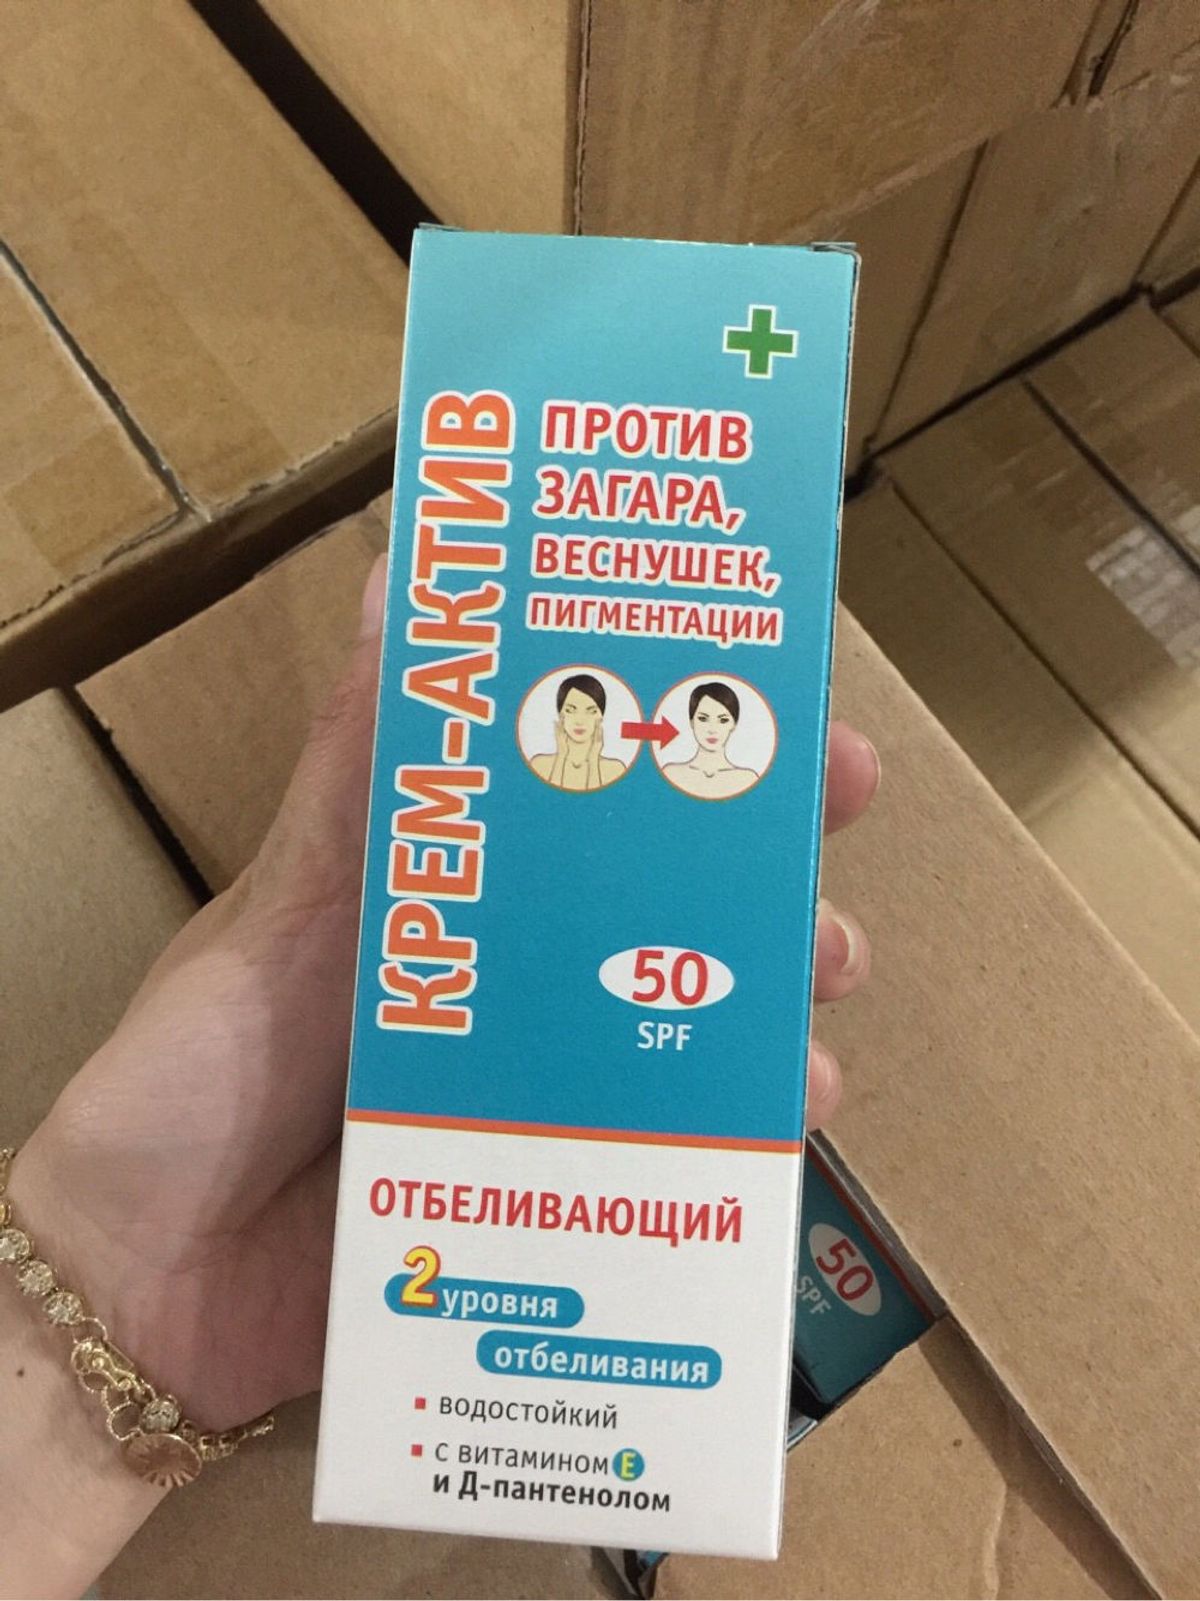 КРЕМ-АКТИВ
ПРОТИВ
ЗАГАРА,
ВЕСНУШЕК,
ПИГМЕНТАЦИИ
50
SPF
ОТБЕЛИВАЮЩИЙ
2 уровня
отбеливания
▪ водостойкий
▪ с витамином E
и Д-пантенолом
50
SPF